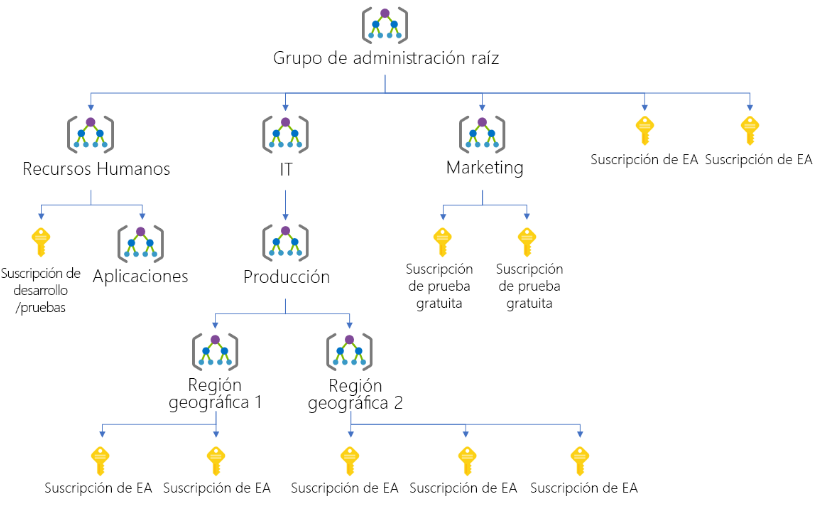 Grupo de administración raíz
Recursos Humanos
IT
Marketing
Suscripción de EA
Suscripción de EA
Suscripción de
desarrollo
/pruebas
Aplicaciones
Producción
Suscripción
de prueba
gratuita
Suscripción
de prueba
gratuita
Región
geográfica 1
Región
geográfica 2
Suscripción de EA
Suscripción de EA
Suscripción de EA
Suscripción de EA
Suscripción de EA